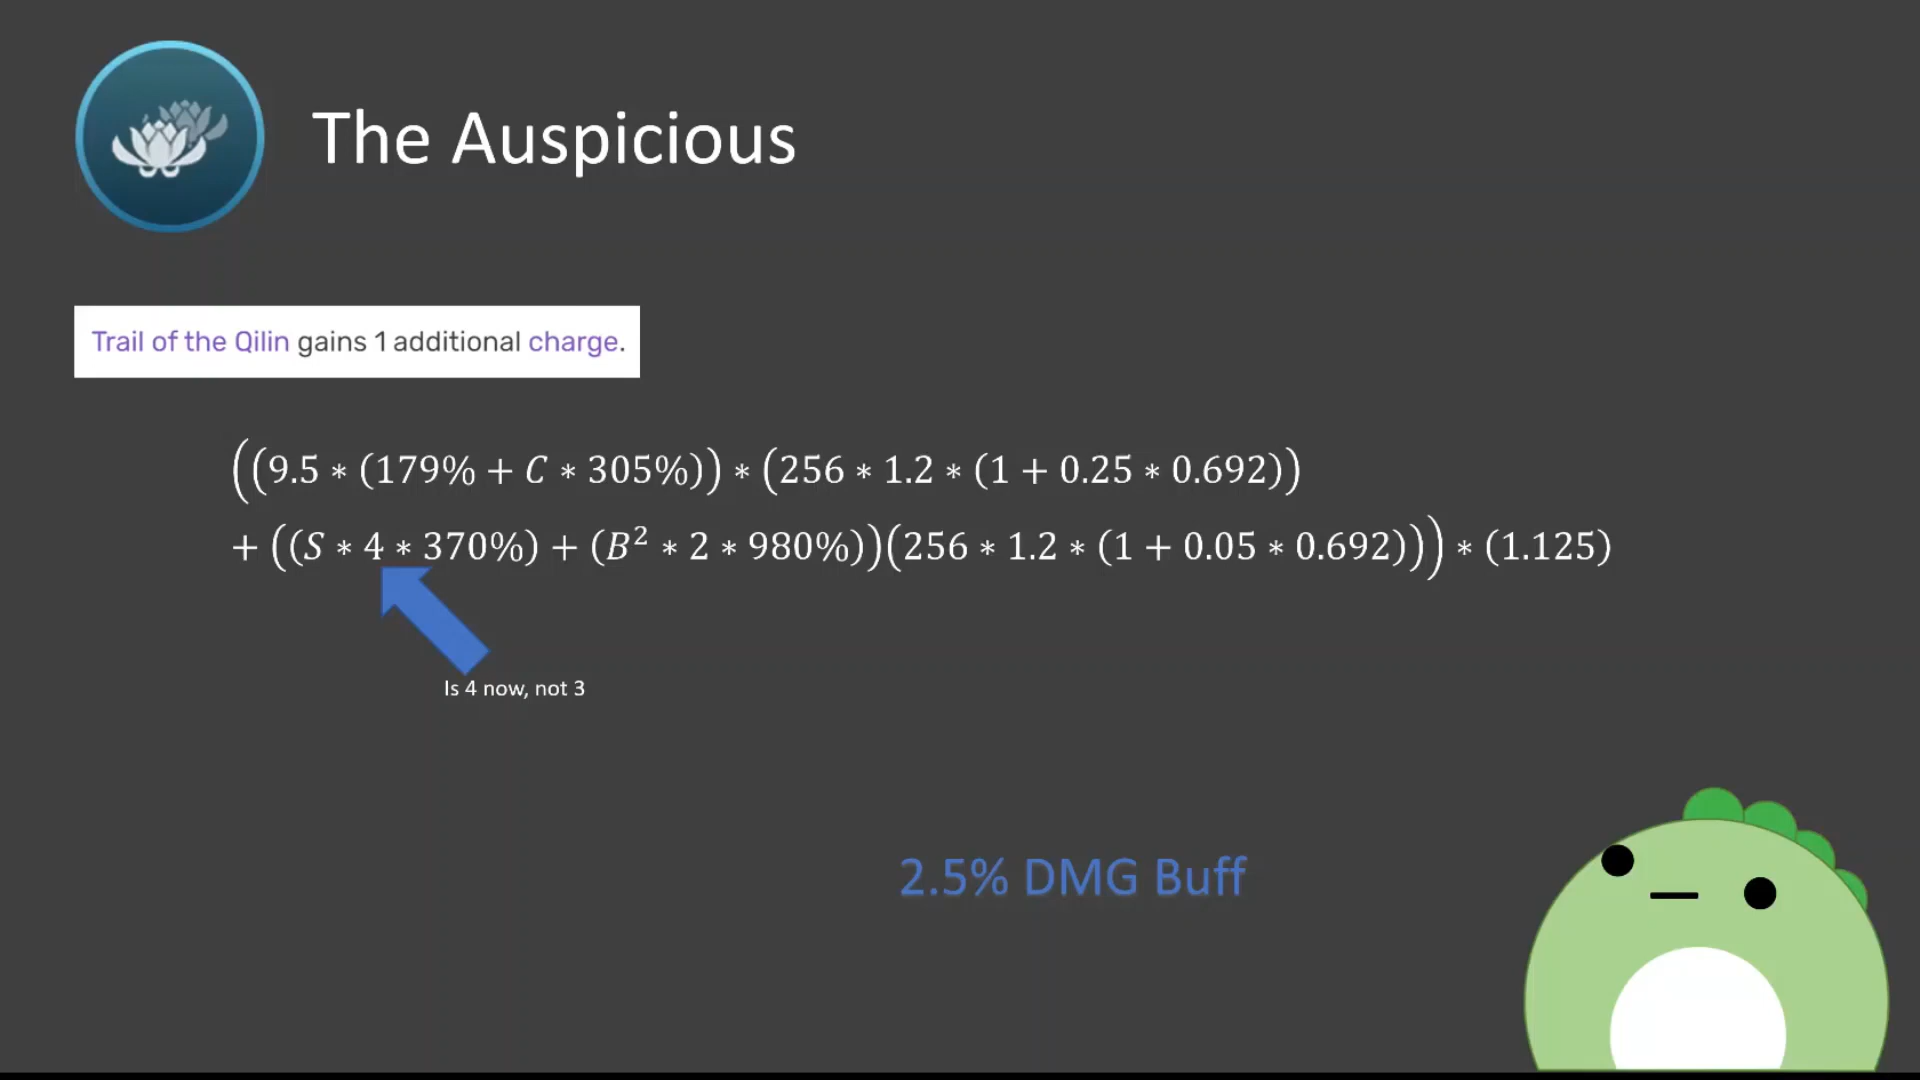 The Auspicious
Trail of the Qilin gains 1 additional charge.
((9.5 ∗ (179% + C ∗ 305%)) ∗ (256 ∗ 1.2 ∗ (1 + 0.25 ∗ 0.692))
+ ((S ∗ 4 ∗ 370%) + (B² ∗ 2 ∗ 980%))(256 ∗ 1.2 ∗ (1 + 0.05 ∗ 0.692))) ∗ (1.125)
Is 4 now, not 3
2.5% DMG Buff